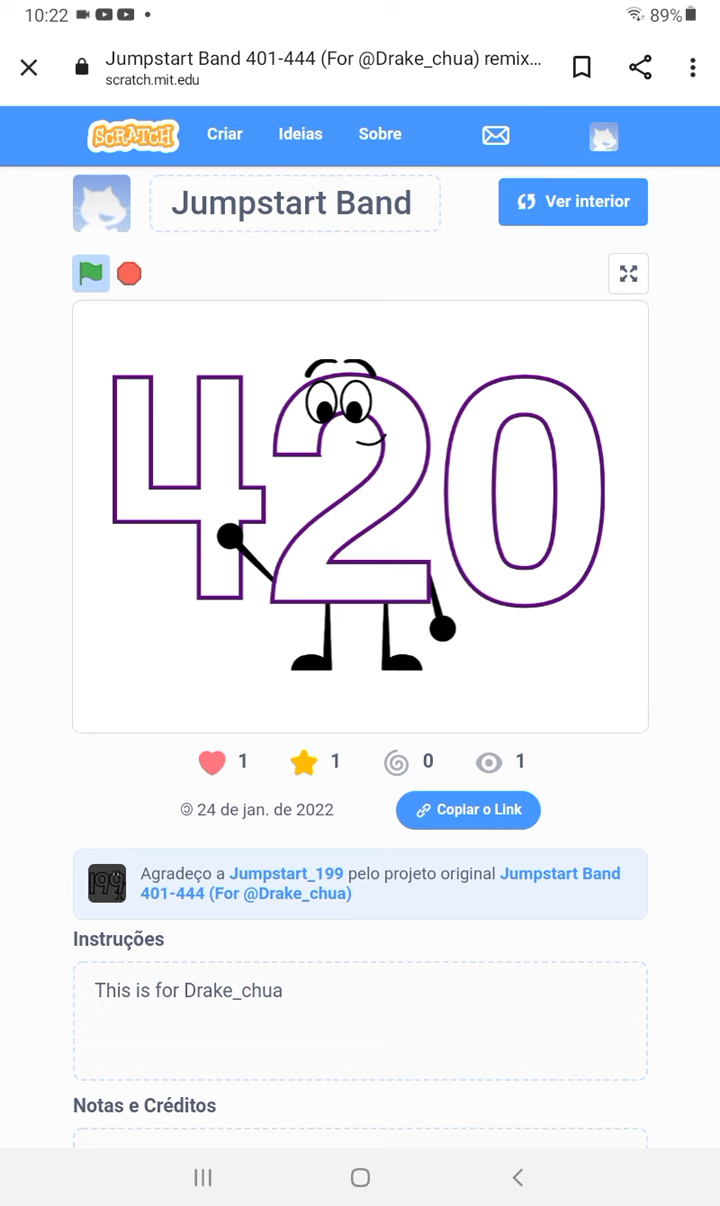 10:22
89%
Jumpstart Band 401-444 (For @Drake_chua) remix...
scratch.mit.edu
SCRATCH
Criar
Ideias
Sobre
Jumpstart Band
Ver interior
420
1
1
0
1
24 de jan. de 2022
Copiar o Link
199
Agradeço a Jumpstart_199 pelo projeto original Jumpstart Band
401-444 (For @Drake_chua)
Instruções
This is for Drake_chua
Notas e Créditos